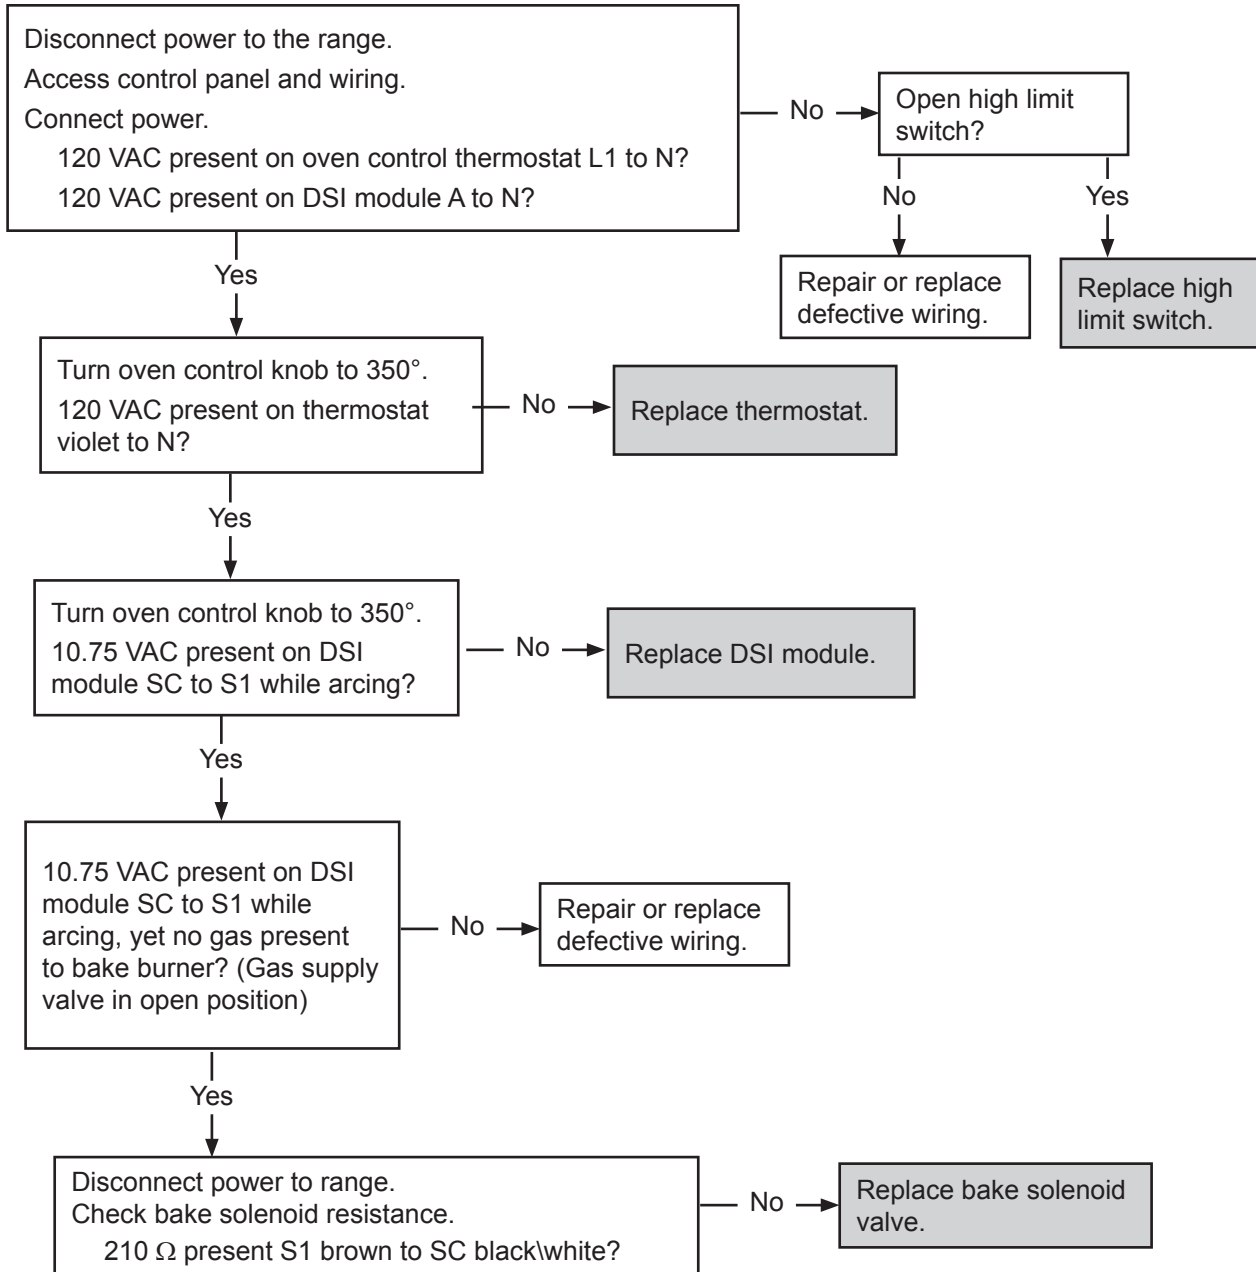 Disconnect power to the range.
Access control panel and wiring.
Connect power.
120 VAC present on oven control thermostat L1 to N?
120 VAC present on DSI module A to N?
No
Open high limit
switch?
No
Yes
Repair or replace
defective wiring.
Replace high
limit switch.
Yes
Turn oven control knob to 350°.
120 VAC present on thermostat
violet to N?
No
Replace thermostat.
Yes
Turn oven control knob to 350°.
10.75 VAC present on DSI
module SC to S1 while arcing?
No
Replace DSI module.
Yes
10.75 VAC present on DSI
module SC to S1 while
arcing, yet no gas present
to bake burner? (Gas supply
valve in open position)
No
Repair or replace
defective wiring.
Yes
Disconnect power to range.
Check bake solenoid resistance.
210 Ω present S1 brown to SC black\white?
No
Replace bake solenoid
valve.